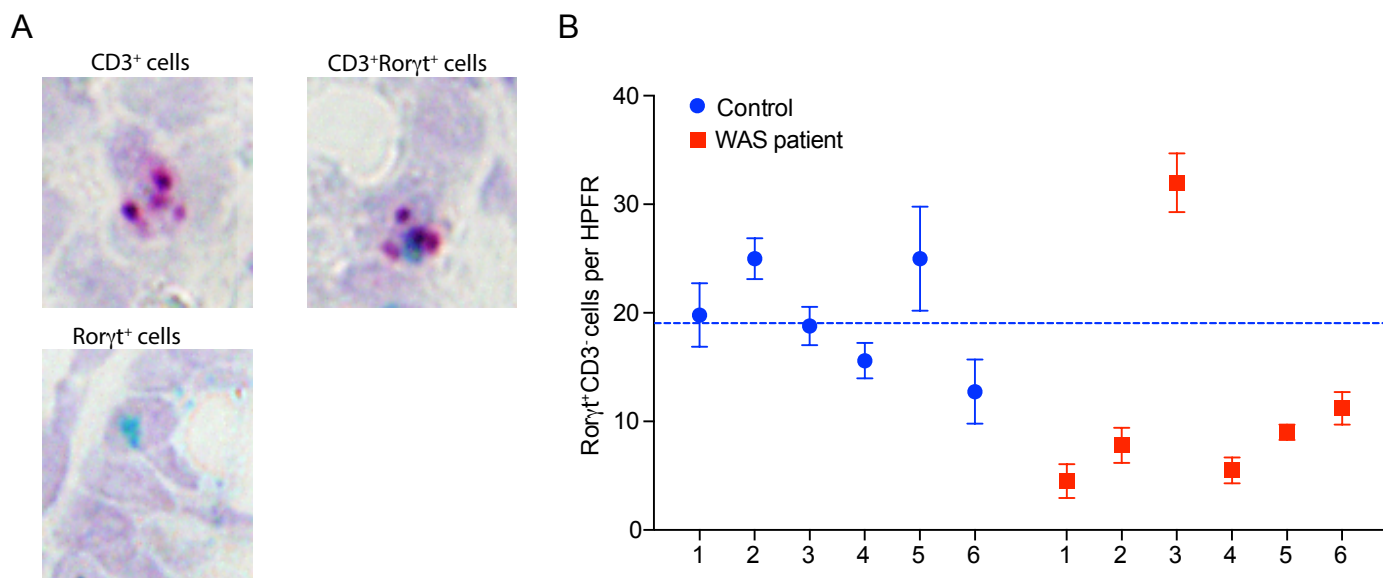 A
CD3⁺ cells
CD3⁺Rorγt⁺ cells
Rorγt⁺ cells
B
Rorγt⁺CD3⁻ cells per HPFR
40
30
20
10
0
Control
WAS patient
1 2 3 4 5 6 1 2 3 4 5 6